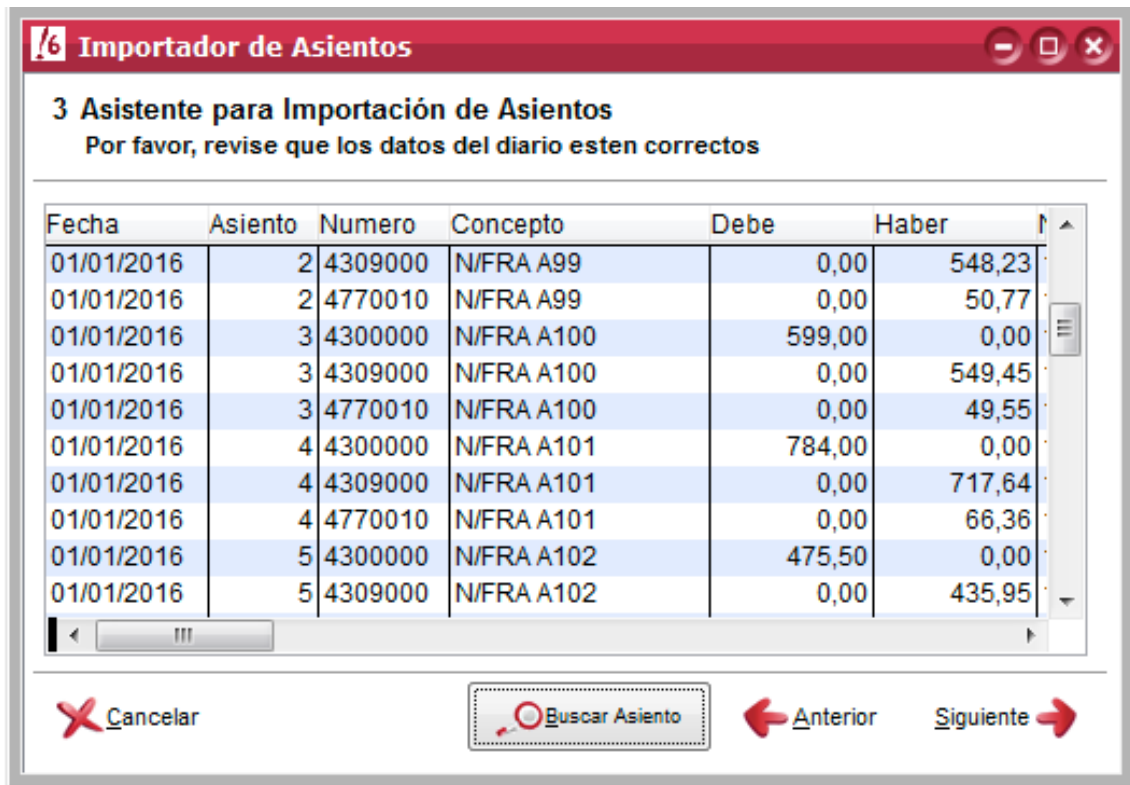 /6 Importador de Asientos
3 Asistente para Importación de Asientos
Por favor, revise que los datos del diario esten correctos
Fecha Asiento Numero Concepto Debe Haber
01/01/2016 2 4309000 N/FRA A99 0,00 548,23
01/01/2016 2 4770010 N/FRA A99 0,00 50,77
01/01/2016 3 4300000 N/FRA A100 599,00 0,00
01/01/2016 3 4309000 N/FRA A100 0,00 549,45
01/01/2016 3 4770010 N/FRA A100 0,00 49,55
01/01/2016 4 4300000 N/FRA A101 784,00 0,00
01/01/2016 4 4309000 N/FRA A101 0,00 717,64
01/01/2016 4 4770010 N/FRA A101 0,00 66,36
01/01/2016 5 4300000 N/FRA A102 475,50 0,00
01/01/2016 5 4309000 N/FRA A102 0,00 435,95
Cancelar Buscar Asiento Anterior Siguiente